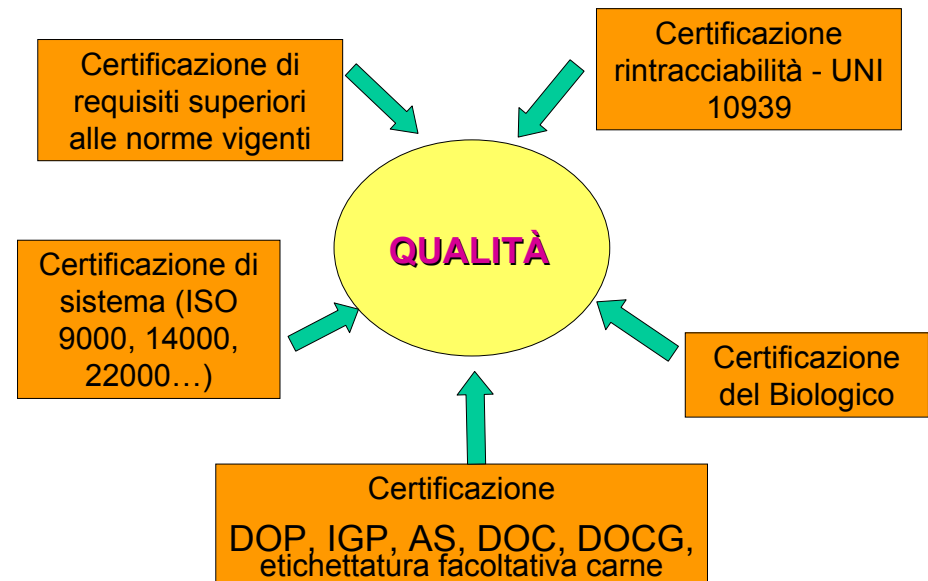 Certificazione di
requisiti superiori
alle norme vigenti
Certificazione
rintracciabilità - UNI
10939
QUALITÀ
Certificazione di
sistema (ISO
9000, 14000,
22000…)
Certificazione
del Biologico
Certificazione
DOP, IGP, AS, DOC, DOCG,
etichettatura facoltativa carne